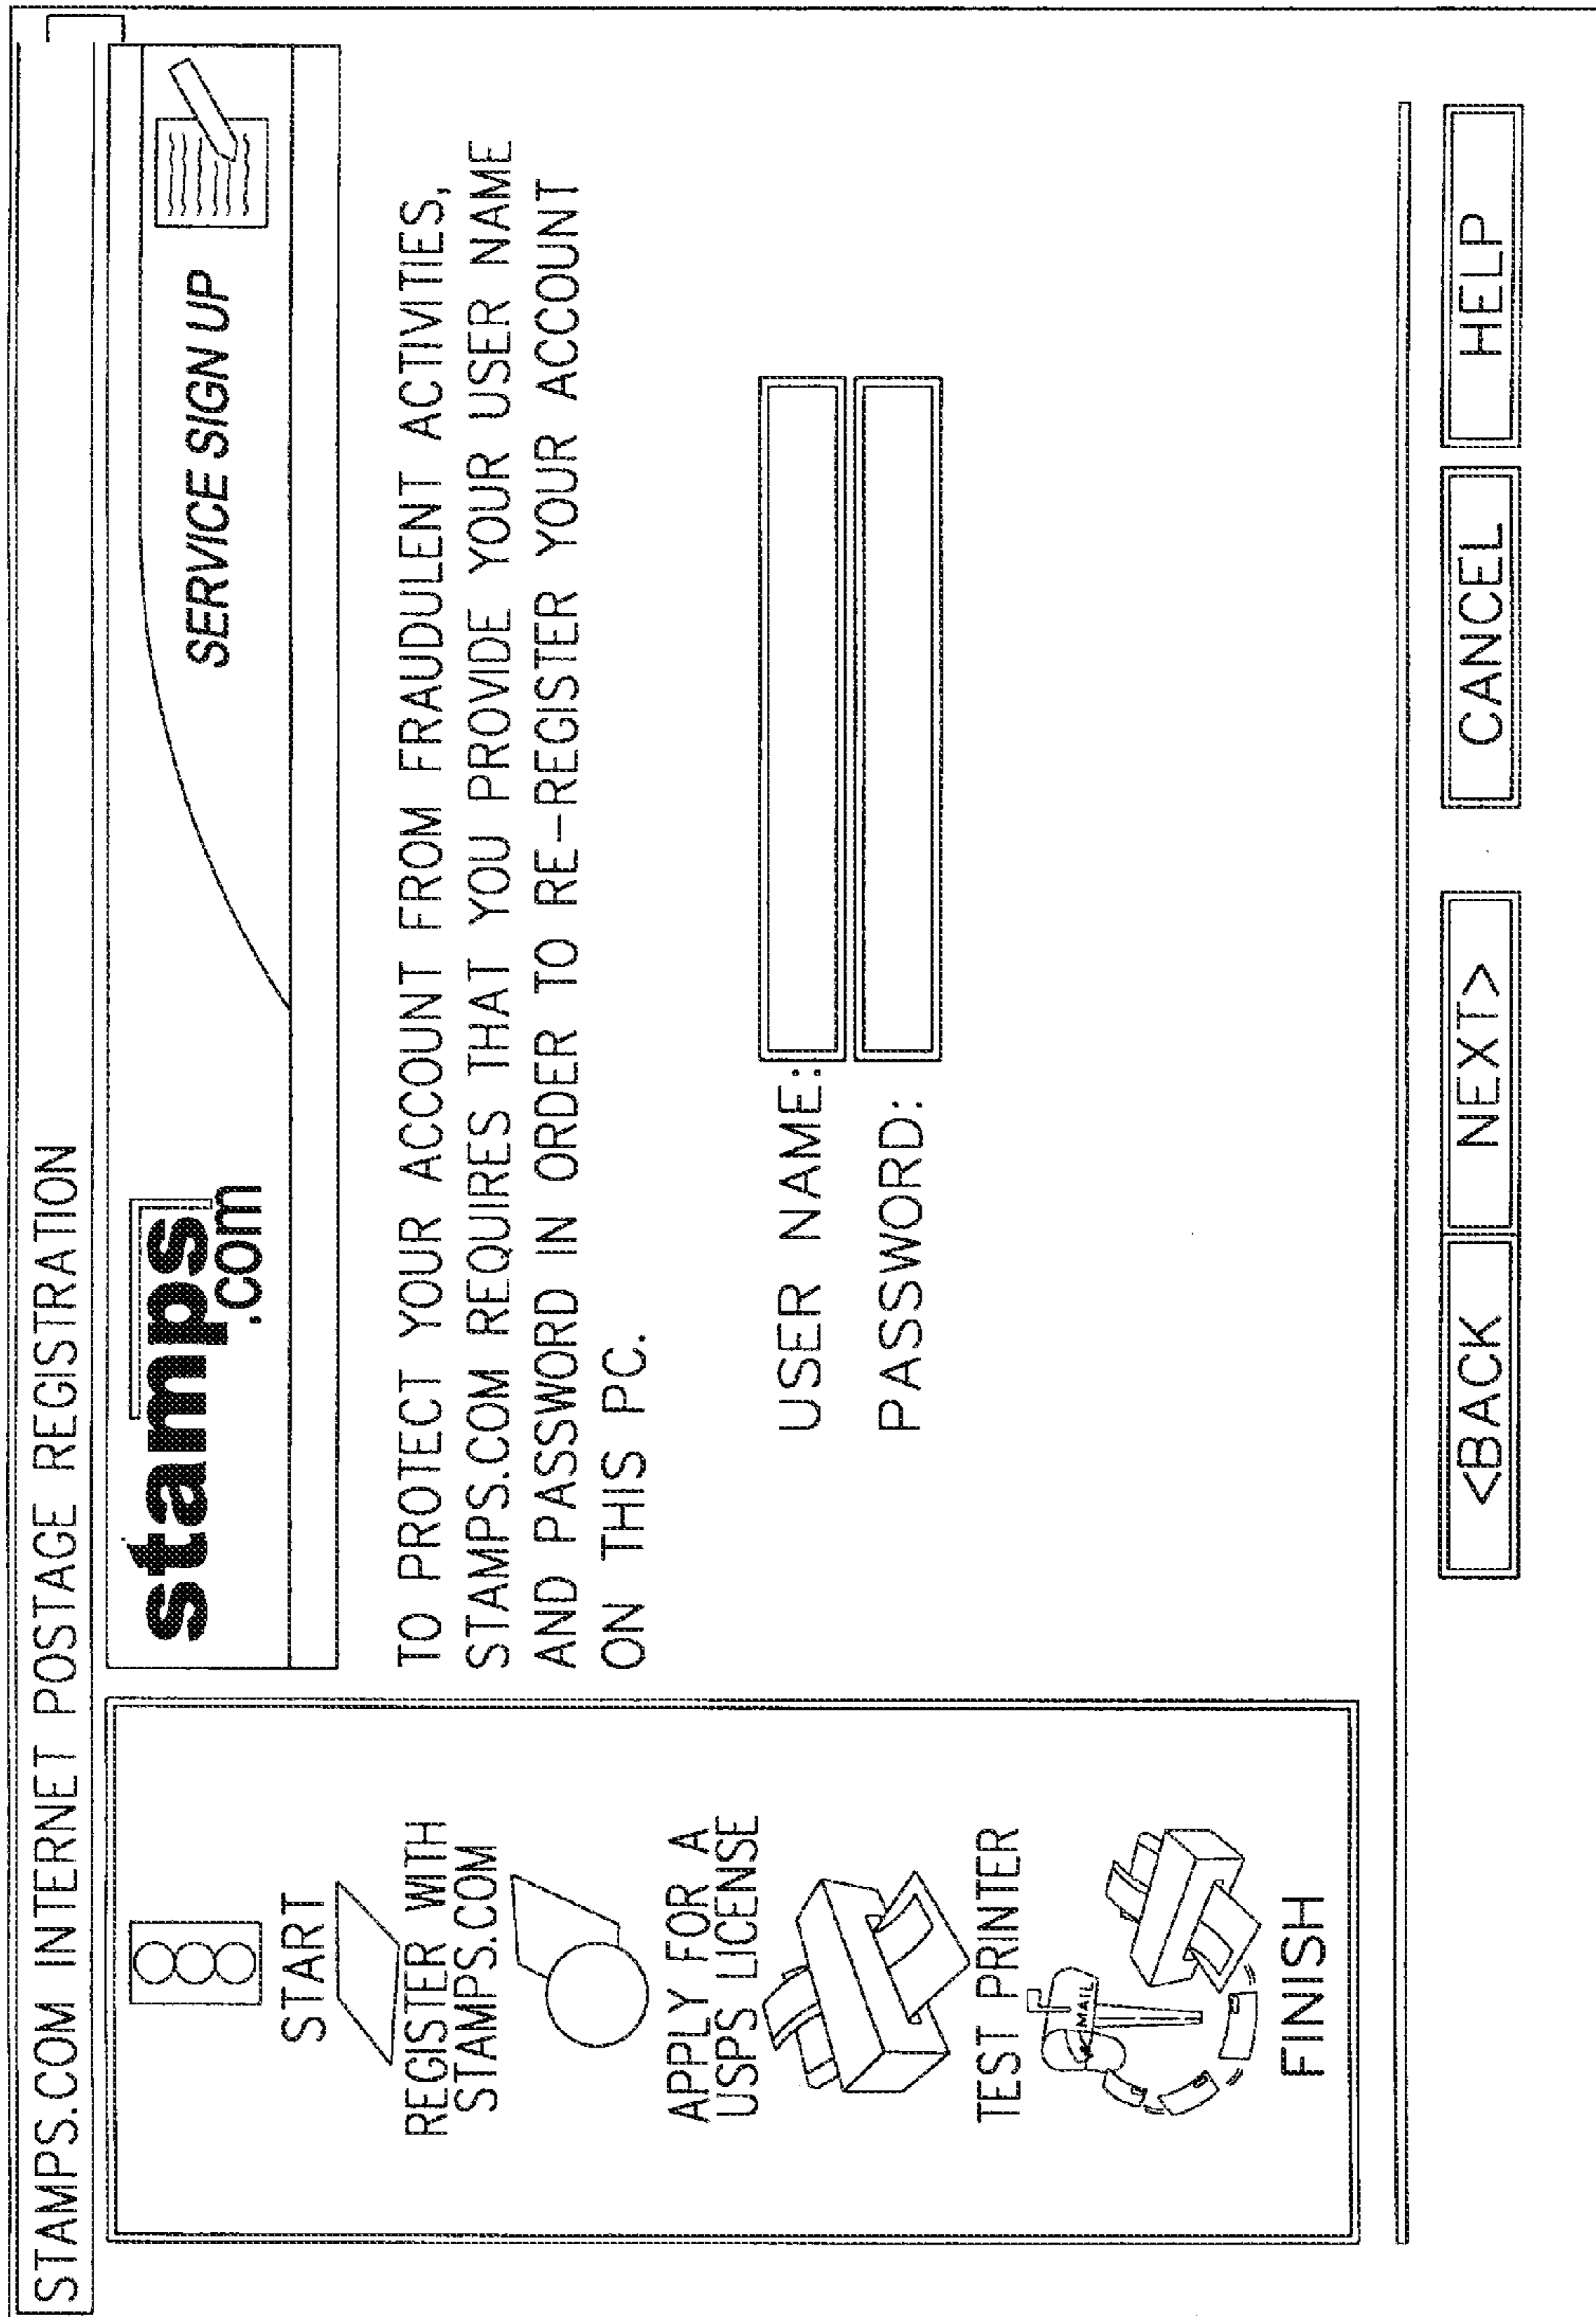 STAMPS.COM INTERNET POSTAGE REGISTRATION
stamps
.com
SERVICE SIGN UP
START
REGISTER WITH
STAMPS.COM
APPLY FOR A
USPS LICENSE
TEST PRINTER
MAIL
FINISH
TO PROTECT YOUR ACCOUNT FROM FRAUDULENT ACTIVITIES,
STAMPS.COM REQUIRES THAT YOU PROVIDE YOUR USER NAME
AND PASSWORD IN ORDER TO RE-REGISTER YOUR ACCOUNT
ON THIS PC.
USER NAME:
PASSWORD:
<BACK NEXT> CANCEL HELP